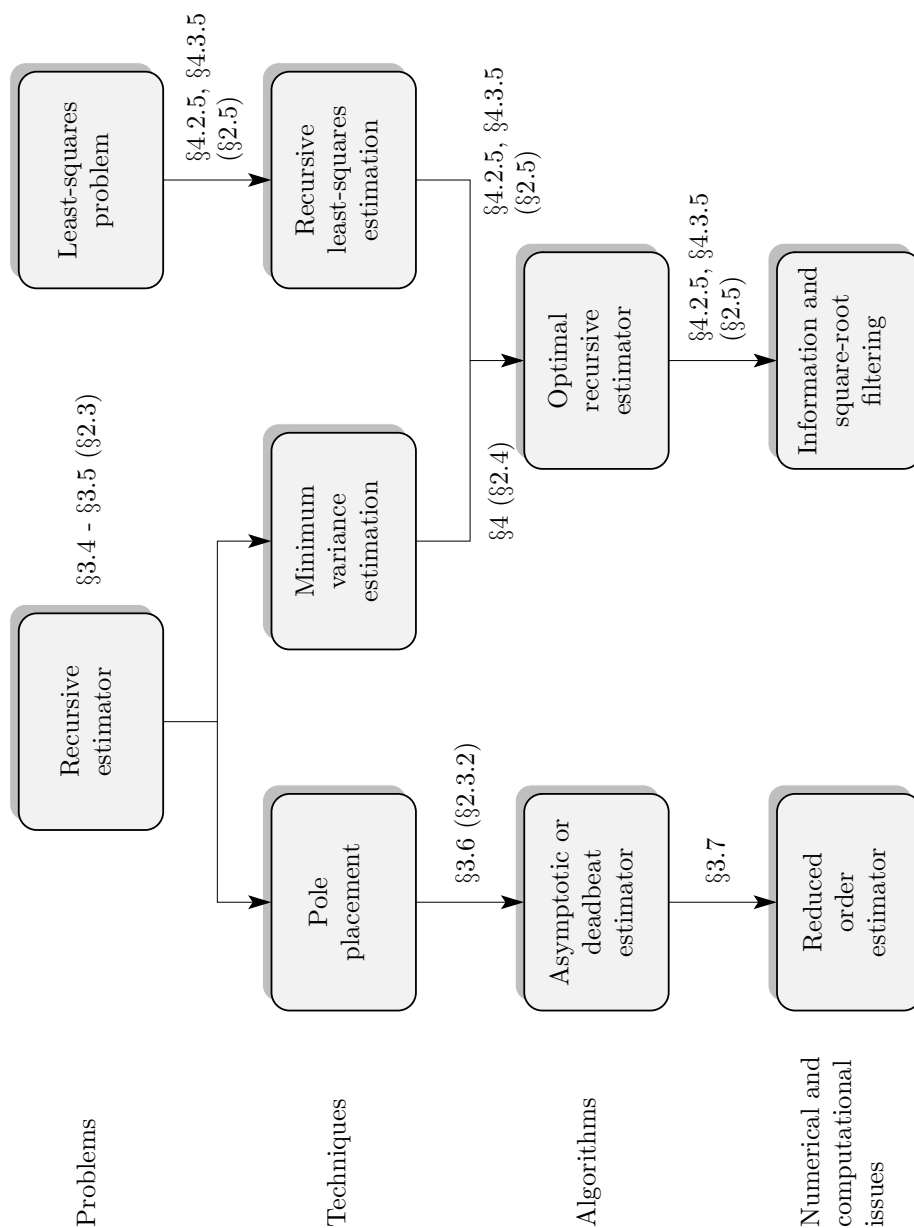 Problems
Recursive
estimator
§3.4 - §3.5 (§2.3)
Least-squares
problem
§4.2.5, §4.3.5
(§2.5)
Techniques
Pole
placement
Minimum
variance
estimation
Recursive
least-squares
estimation
§3.6 (§2.3.2)
§4 (§2.4)
§4.2.5, §4.3.5
(§2.5)
Algorithms
Asymptotic or
deadbeat
estimator
Optimal
recursive
estimator
§3.7
§4.2.5, §4.3.5
(§2.5)
Numerical and
computational
issues
Reduced
order
estimator
Information and
square-root
filtering